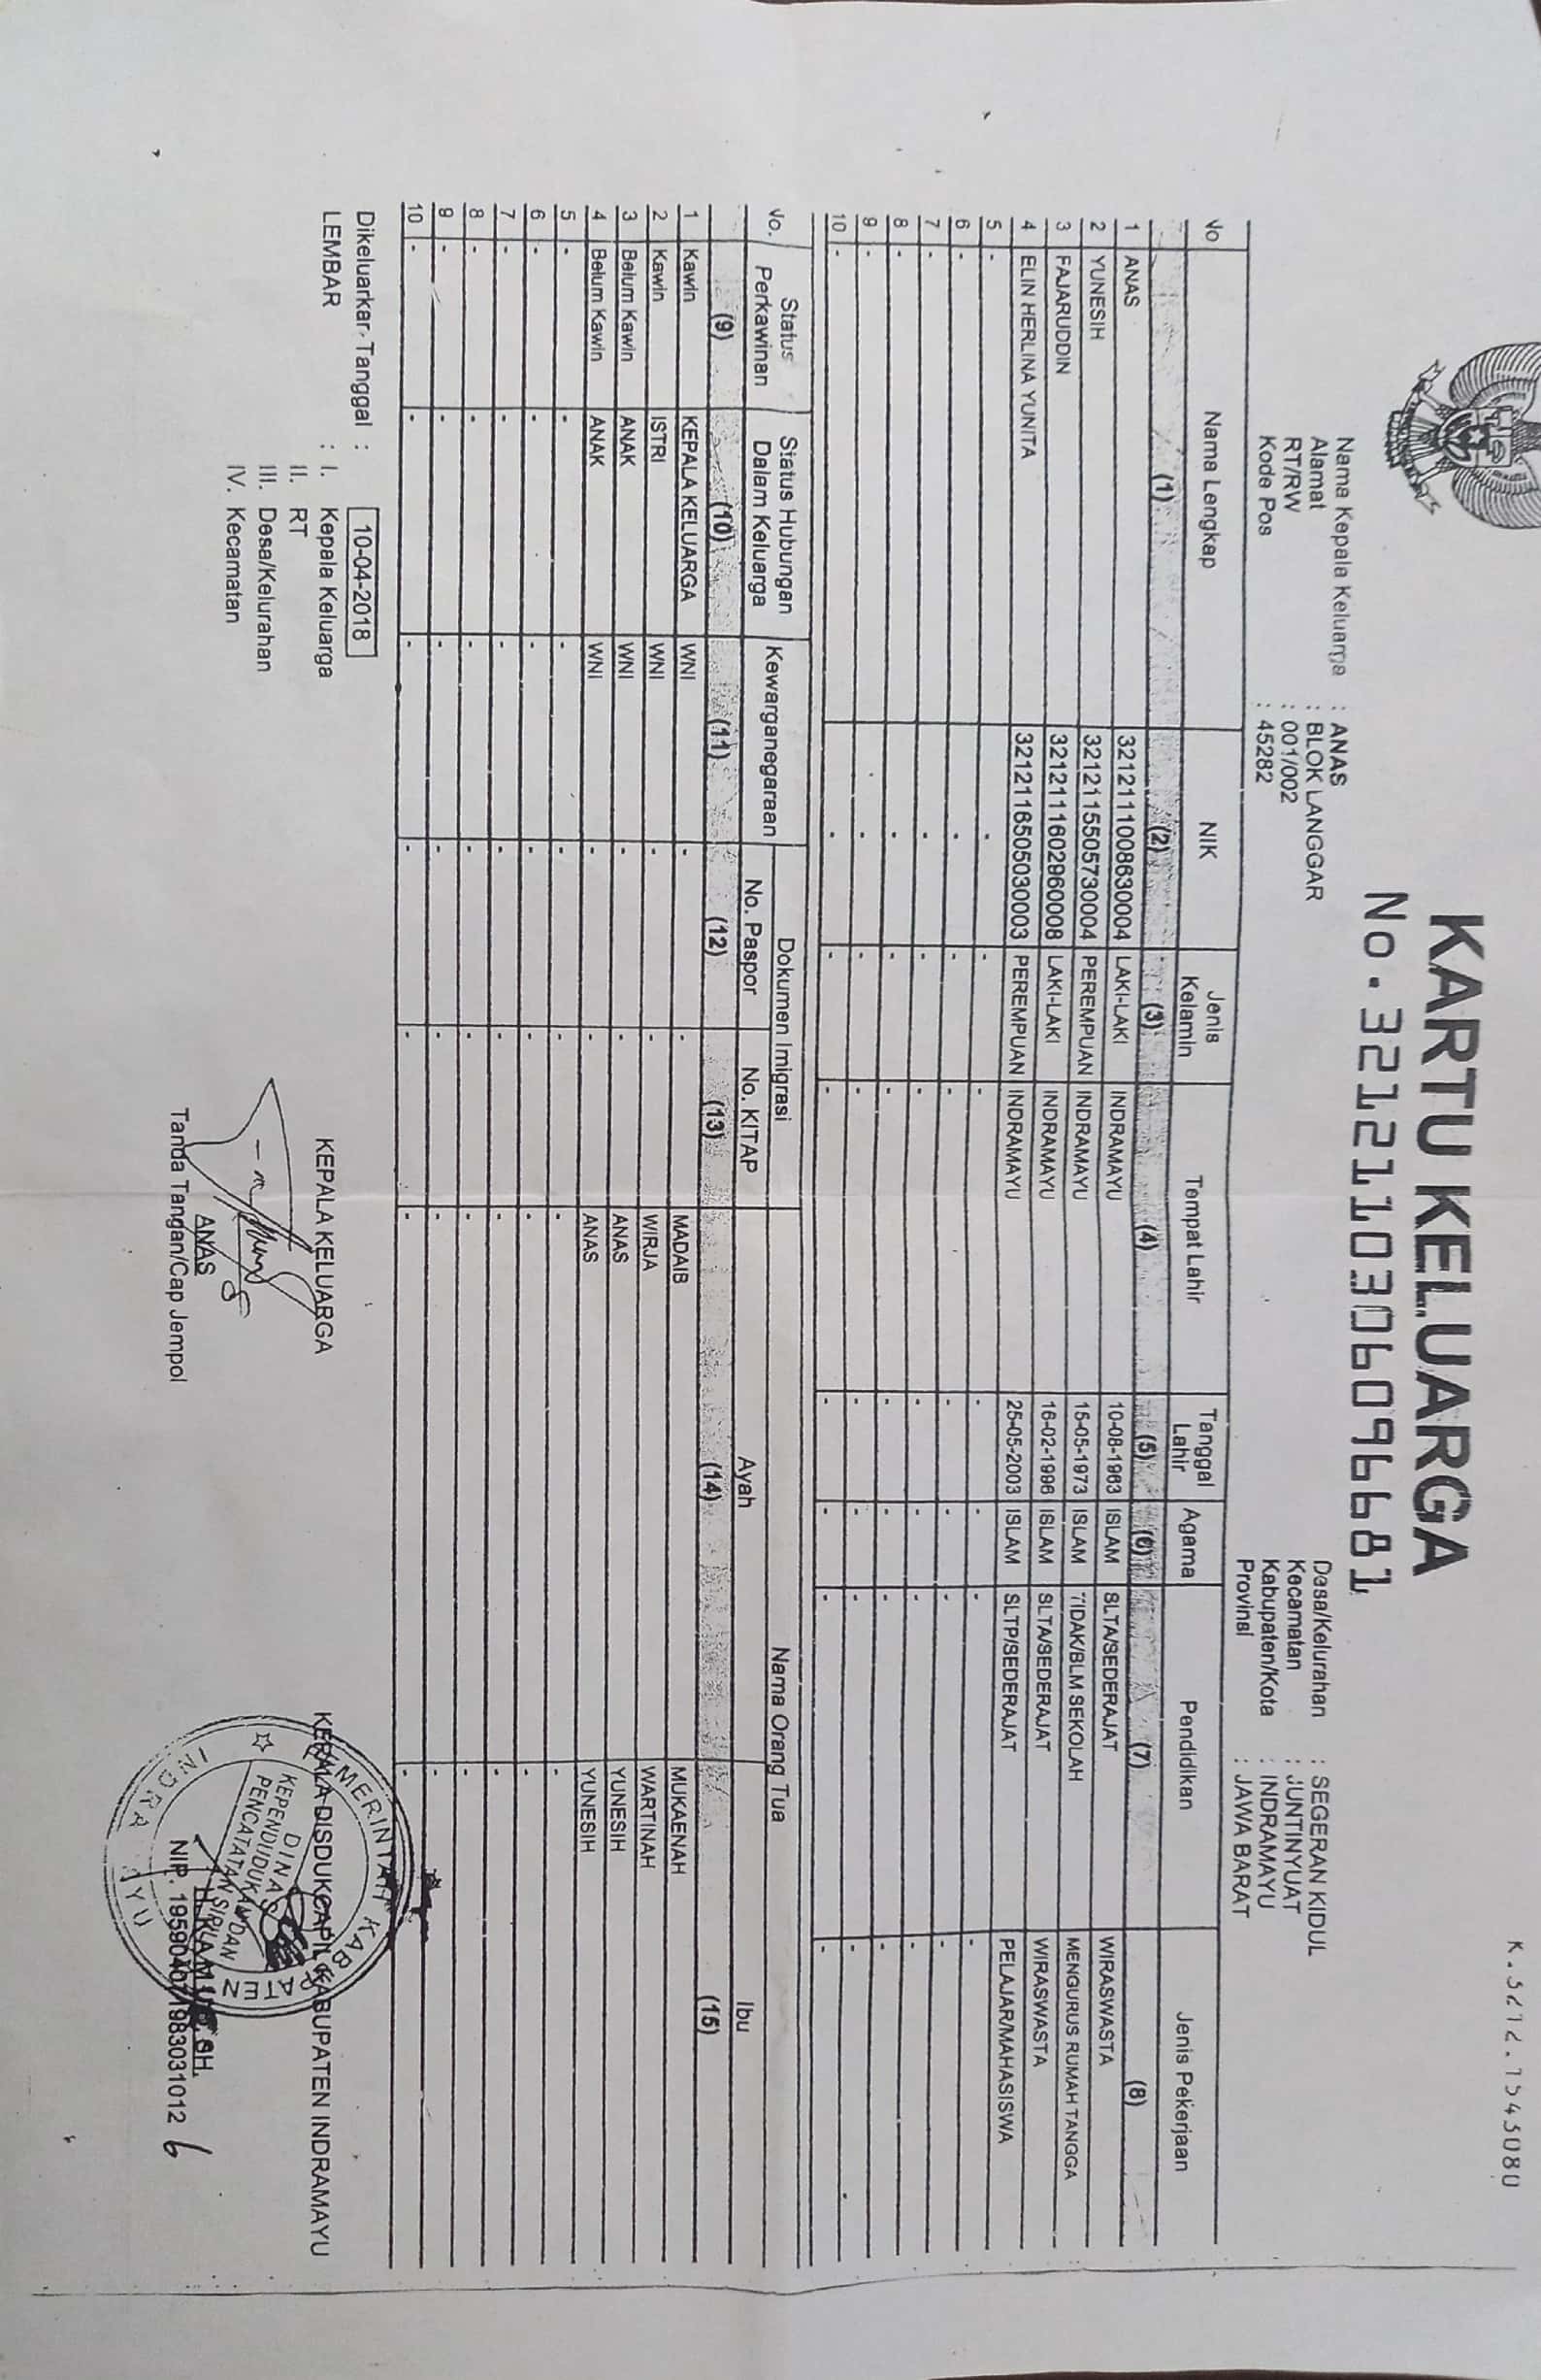 K.3212.1543080
KARTU KELUARGA
No. 3212110306096681
Nama Kepala Keluarga : ANAS
Alamat : BLOK LANGGAR
RT/RW : 001/002
Kode Pos : 45282
Desa/Kelurahan : SEGERAN KIDUL
Kecamatan : JUNTINYUAT
Kabupaten/Kota : INDRAMAYU
Provinsi : JAWA BARAT
No Nama Lengkap NIK Jenis Kelamin Tempat Lahir Tanggal Lahir Agama Pendidikan Jenis Pekerjaan
(1) (2) (3) (4) (5) (6) (7) (8)
1 ANAS 3212111008630004 LAKI-LAKI INDRAMAYU 10-08-1963 ISLAM SLTA/SEDERAJAT WIRASWASTA
2 YUNESIH 3212115505730004 PEREMPUAN INDRAMAYU 15-05-1973 ISLAM TIDAK/BLM SEKOLAH MENGURUS RUMAH TANGGA
3 FAJARUDDIN 3212111602960008 LAKI-LAKI INDRAMAYU 16-02-1996 ISLAM SLTA/SEDERAJAT WIRASWASTA
4 ELIN HERLINA YUNITA 3212116505030003 PEREMPUAN INDRAMAYU 25-05-2003 ISLAM SLTP/SEDERAJAT PELAJAR/MAHASISWA
5 - - - - - - - -
6 - - - - - - - -
7 - - - - - - - -
8 - - - - - - - -
9 - - - - - - - -
10 - - - - - - - -
No. Status Perkawinan Status Hubungan Dalam Keluarga Kewarganegaraan Dokumen Imigrasi Nama Orang Tua
No. Paspor No. KITAP Ayah Ibu
(9) (10) (11) (12) (13) (14) (15)
1 Kawin KEPALA KELUARGA WNI - - MADAIB MUKAENAH
2 Kawin ISTRI WNI - - WIRJA WARTINAH
3 Belum Kawin ANAK WNI - - ANAS YUNESIH
4 Belum Kawin ANAK WNI - - ANAS YUNESIH
5 - - - - - - -
6 - - - - - - -
7 - - - - - - -
8 - - - - - - -
9 - - - - - - -
10 - - - - - - -
Dikeluarkan Tanggal : 10-04-2018
LEMBAR : I. Kepala Keluarga
II. RT
III. Desa/Kelurahan
IV. Kecamatan
KEPALA KELUARGA
ANAS
Tanda Tangan/Cap Jempol
KEPALA DISDUKCAPIL KABUPATEN INDRAMAYU
PEMERINTAH KABUPATEN INDRAMAYU
DINAS
KEPENDUDUKAN DAN
PENCATATAN SIPIL
SH.
NIP. 195904071983031012